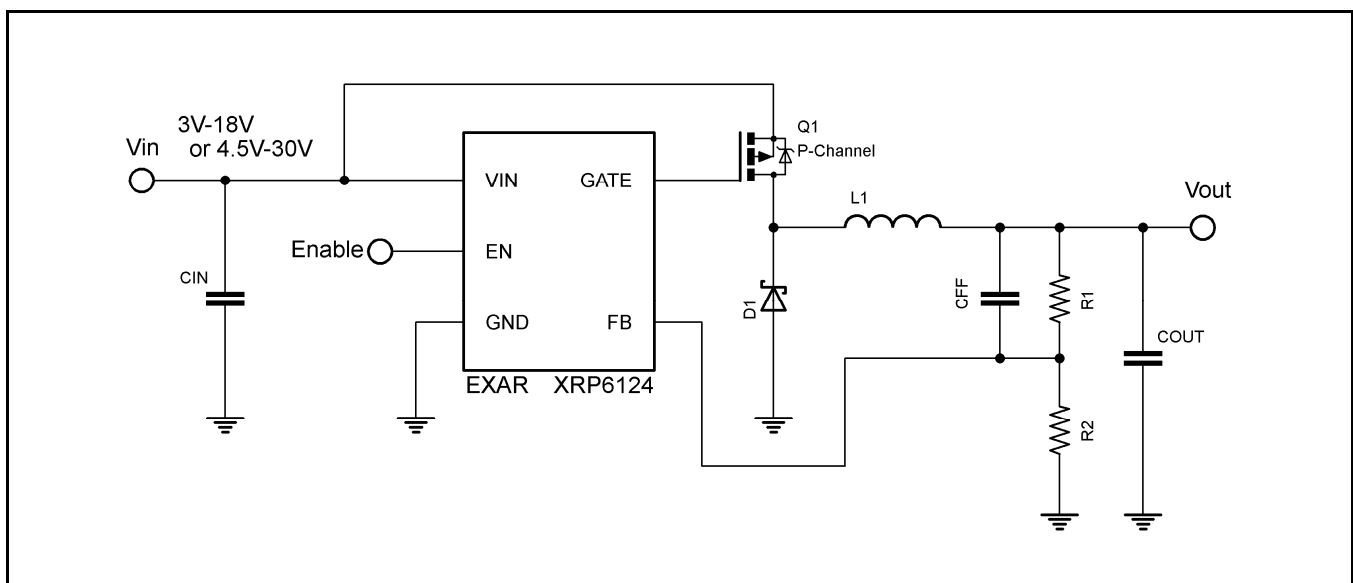 3V-18V
or 4.5V-30V
Vin
Q1
P-Channel
VIN
GATE
Vout
L1
Enable
EN
CIN
D1
CFF
R1
GND
FB
COUT
EXAR XRP6124
R2